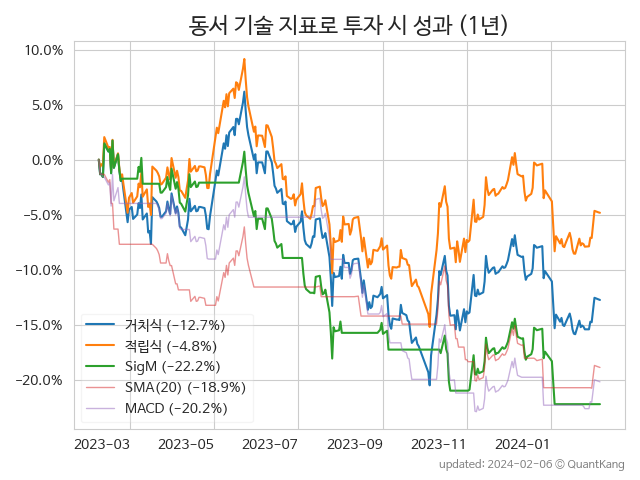 동서 기술 지표로 투자 시 성과 (1년)
10.0%
5.0%
0.0%
−5.0%
−10.0%
−15.0%
−20.0%
거치식 (−12.7%)
적립식 (−4.8%)
SigM (−22.2%)
SMA(20) (−18.9%)
MACD (−20.2%)
2023-03 2023-05 2023-07 2023-09 2023-11 2024-01
updated: 2024-02-06 ⓒ QuantKang